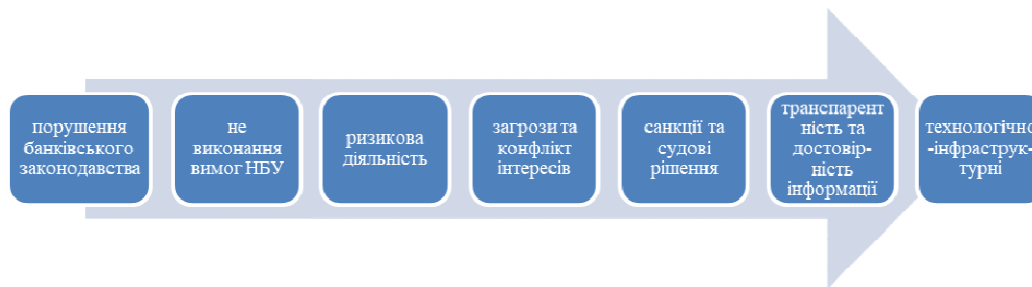 порушення
банківського
законодавства
не
виконання
вимог НБУ
ризикова
діяльність
загрози та
конфлікт
інтересів
санкції та
судові
рішення
транспарент
ність та
достовір-
ність
інформації
технологічно
-інфраструк-
турні